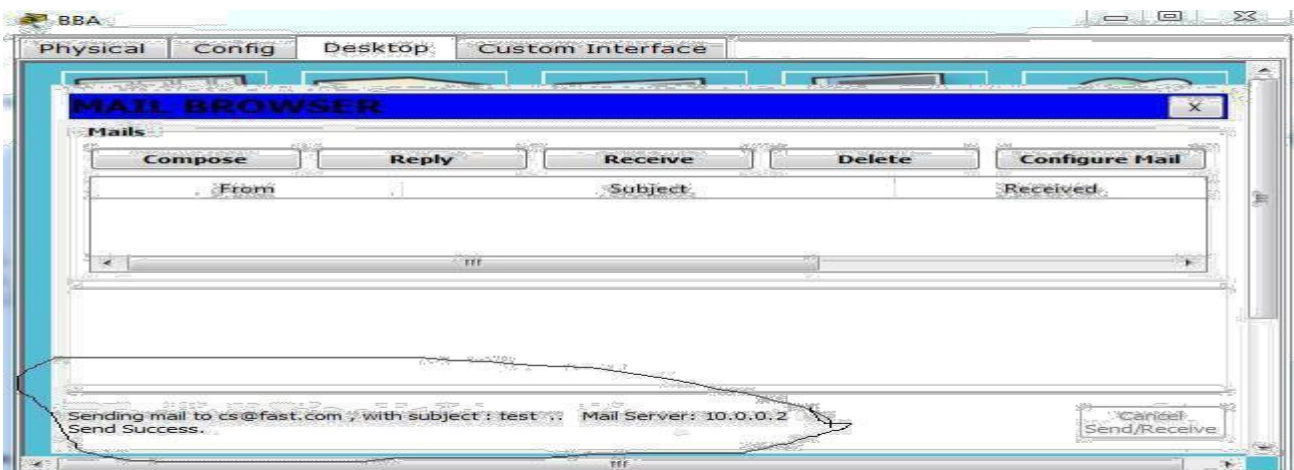 BBA
Physical Config Desktop Custom Interface
MAIL BROWSER
X
Mails
Compose Reply Receive Delete Configure Mail
From Subject Received
Sending mail to cs@fast.com , with subject : test .. Mail Server: 10.0.0.2
Send Success.
Cancel
Send/Receive